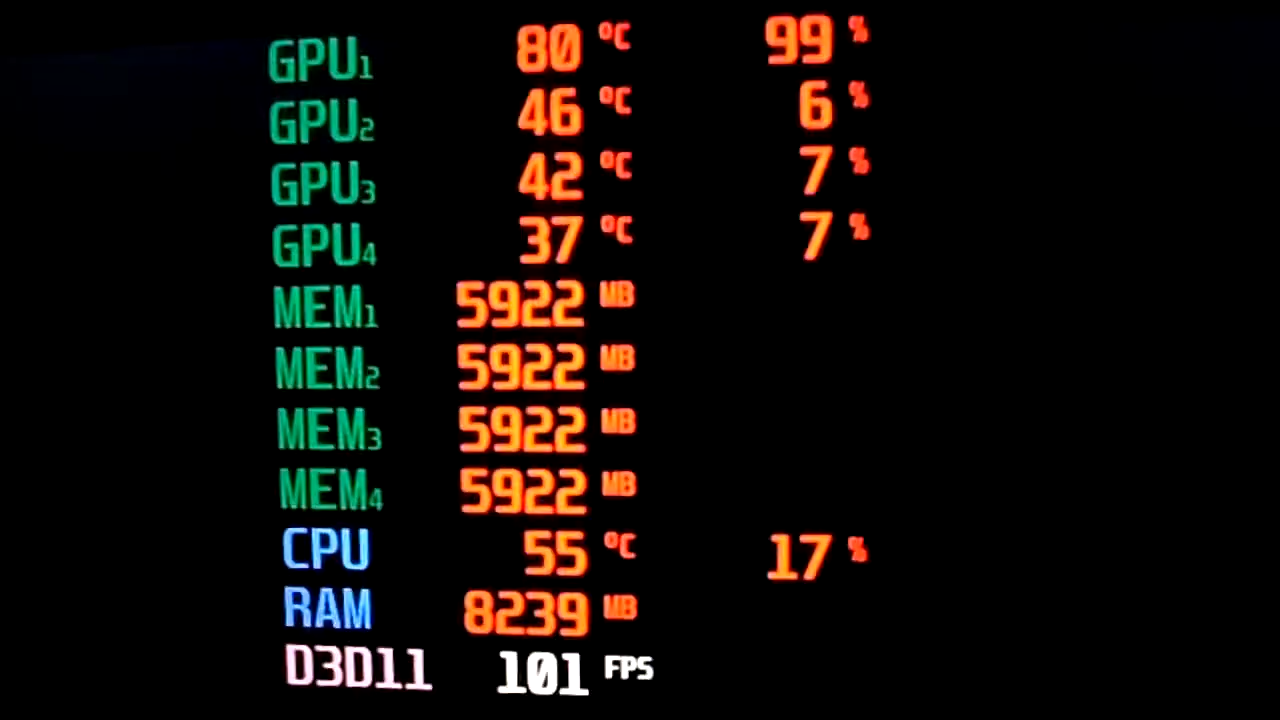 GPU1 80 °C 99 %
GPU2 46 °C 6 %
GPU3 42 °C 7 %
GPU4 37 °C 7 %
MEM1 5922 MB
MEM2 5922 MB
MEM3 5922 MB
MEM4 5922 MB
CPU 55 °C 17 %
RAM 8239 MB
D3D11 101 FPS